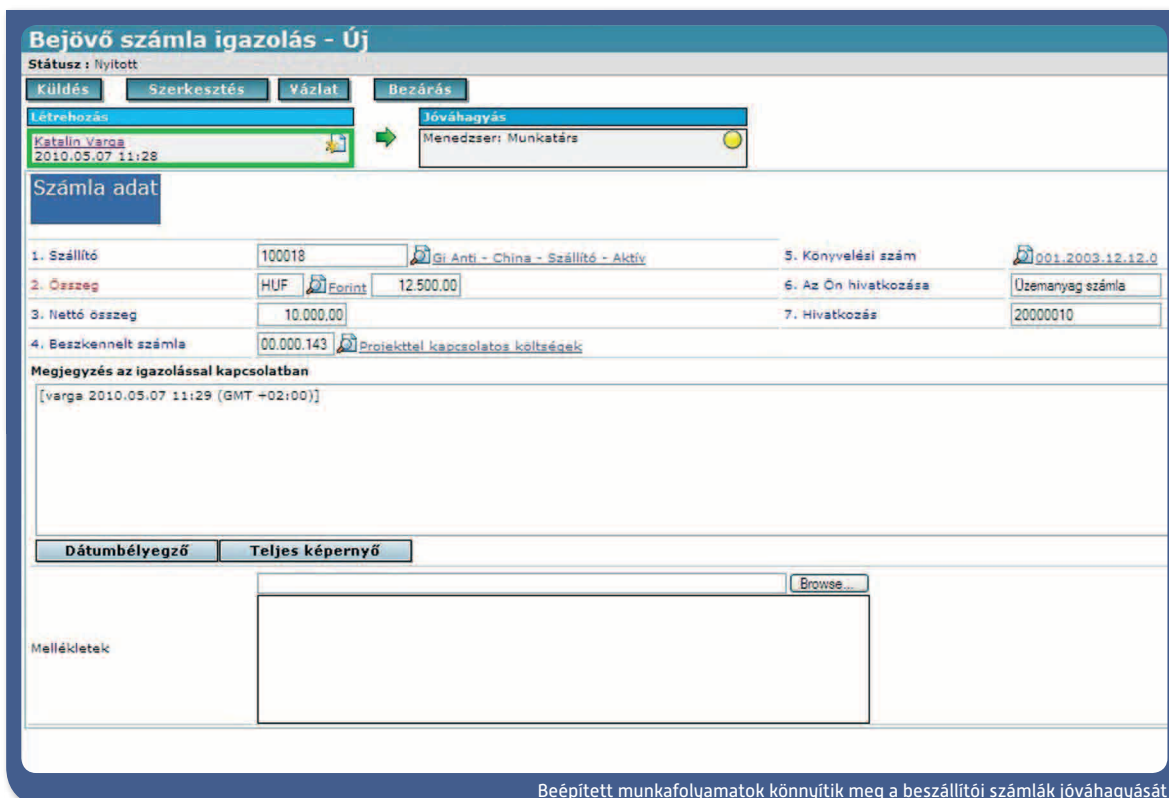 Bejövő számla igazolás - Új
Státusz : Nyitott
Küldés Szerkesztés Vázlat Bezárás
Létrehozás Jóváhagyás
Katalin Varga Menedzser: Munkatárs
2010.05.07 11:28
Számla adat
1. Szállító 100018 Gi Anti - China - Szállító - Aktív 5. Könyvelési szám 001.2003.12.12.0
2. Összeg HUF Forint 12.500.00 6. Az Ön hivatkozása Üzemanyag számla
3. Nettó összeg 10.000,00 7. Hivatkozás 20000010
4. Beszkennelt számla 00.000.143 Projekttel kapcsolatos költségek
Megjegyzés az igazolással kapcsolatban
[varga 2010.05.07 11:29 (GMT +02:00)]
Dátumbélyegző Teljes képernyő
Browse...
Mellékletek
Beépített munkafolyamatok könnyítik meg a beszállítói számlák jóváhagyását